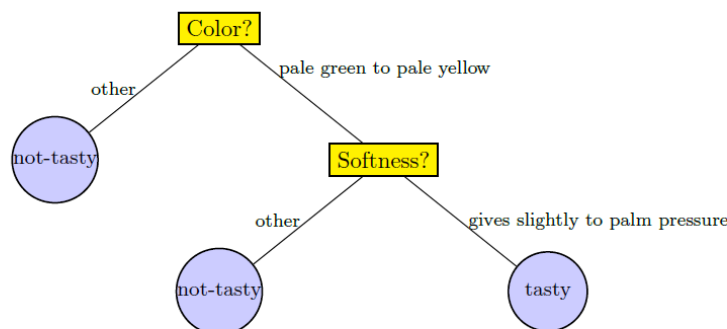 Color?
pale green to pale yellow
other
not-tasty
Softness?
other
gives slightly to palm pressure
not-tasty
tasty